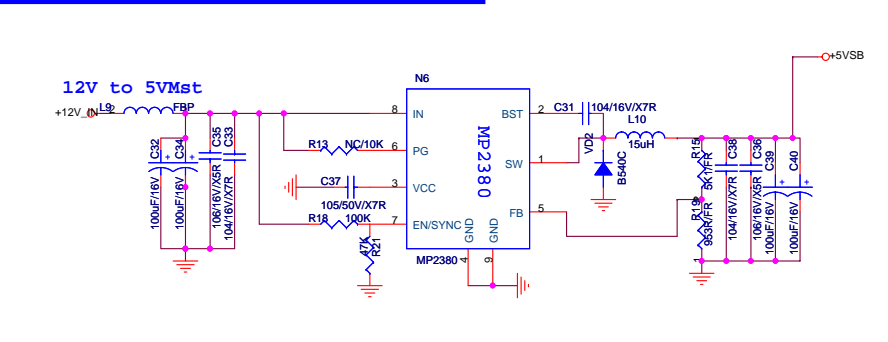 +5VSB
N6
12V to 5VMst
+12V_IN
2
L9
FBP
8
IN
BST
2
C31
104/16V/X7R
L10
15uH
C32
100uF/16V
C34
100uF/16V
C35
106/16V/X5R
C33
104/16V/X7R
R13
NC/10K
6
PG
MP2380
SW
1
VD2
B540C
R15
5K1/FR
C38
104/16V/X7R
C36
106/16V/X5R
C39
100uF/16V
C40
100uF/16V
C37
105/50V/X7R
3
VCC
R18
100K
7
EN/SYNC
FB
5
R19
953R/FR
1
47K
R21
GND
GND
MP2380
4
9